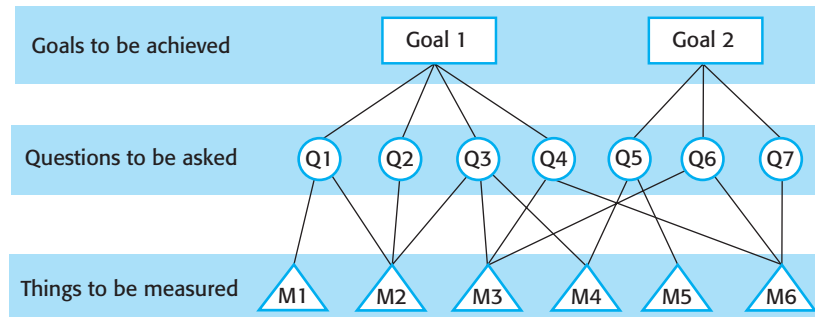 Goals to be achieved Goal 1 Goal 2
Questions to be asked Q1 Q2 Q3 Q4 Q5 Q6 Q7
Things to be measured M1 M2 M3 M4 M5 M6